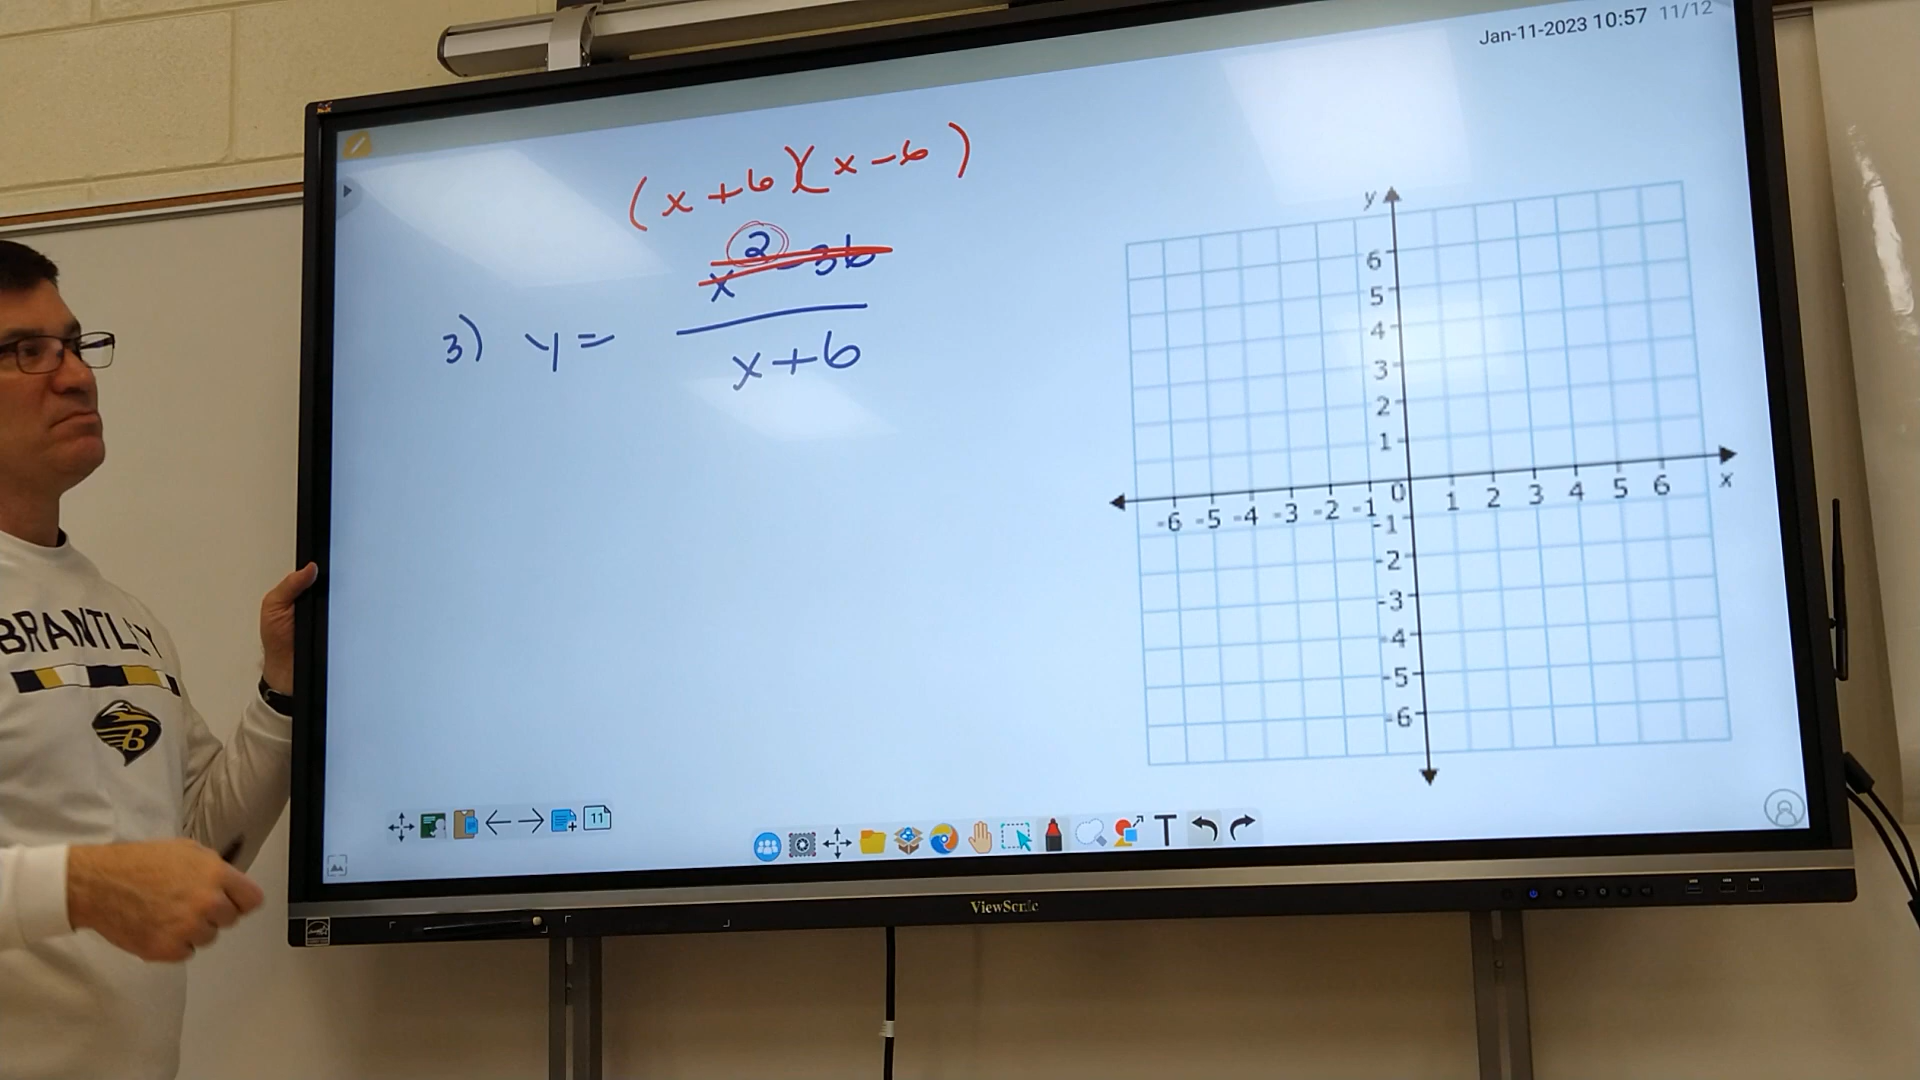 Jan-11-2023 10:57 11/12
(x+6)(x-6)
x²-36
3) y =
x+6
y
6
5
4
3
2
1
-6 -5 -4 -3 -2 -1 0 1 2 3 4 5 6 x
-1
-2
-3
-4
-5
-6
BRANTLEY
B
11
T
ViewSonic